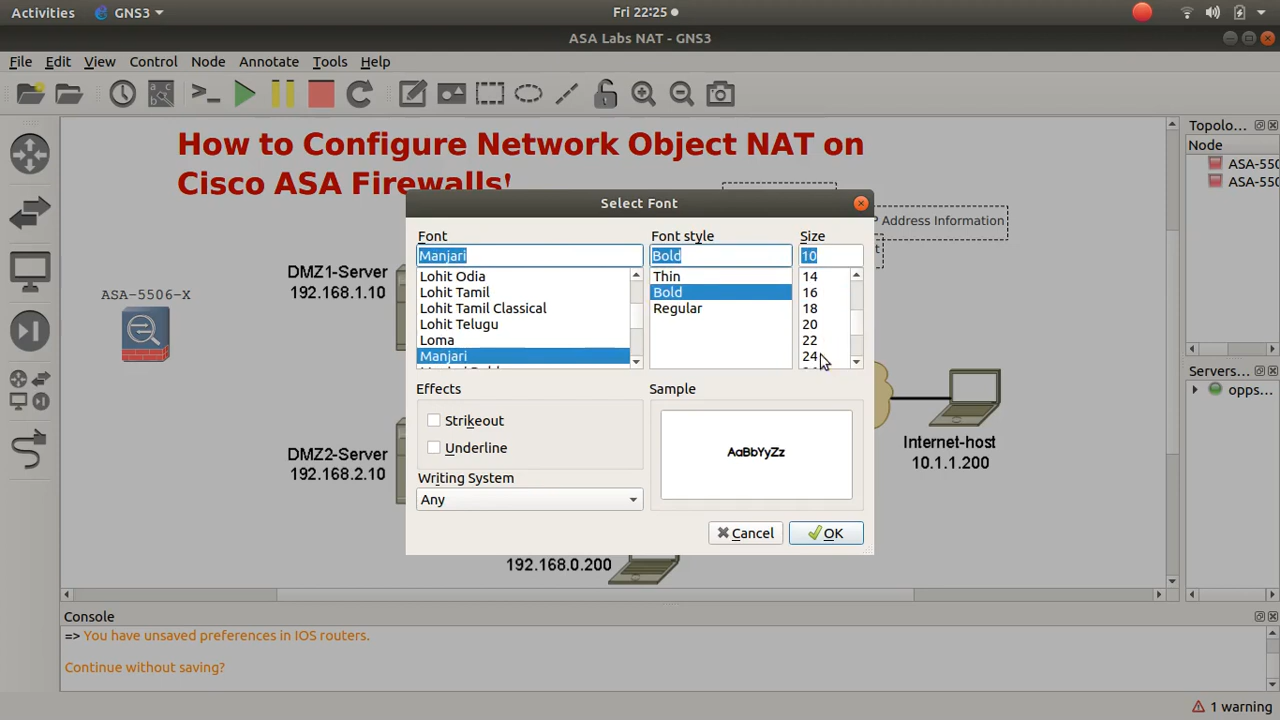 Activities
GNS3
Fri 22:25
ASA Labs NAT - GNS3
File Edit View Control Node Annotate Tools Help
How to Configure Network Object NAT on
Cisco ASA Firewalls!
Topolo...
Node
ASA-550
ASA-550
P Address Information
Select Font
Font
Font style
Size
Manjari
Bold
10
Lohit Odia
Lohit Tamil
Lohit Tamil Classical
Lohit Telugu
Loma
Manjari
Thin
Bold
Regular
14
16
18
20
22
24
Effects
Strikeout
Underline
Writing System
Any
Sample
AaBbYyZz
Cancel
OK
ASA-5506-X
DMZ1-Server
192.168.1.10
DMZ2-Server
192.168.2.10
192.168.0.200
Internet-host
10.1.1.200
Servers...
opps...
Console
=> You have unsaved preferences in IOS routers.
Continue without saving?
1 warning